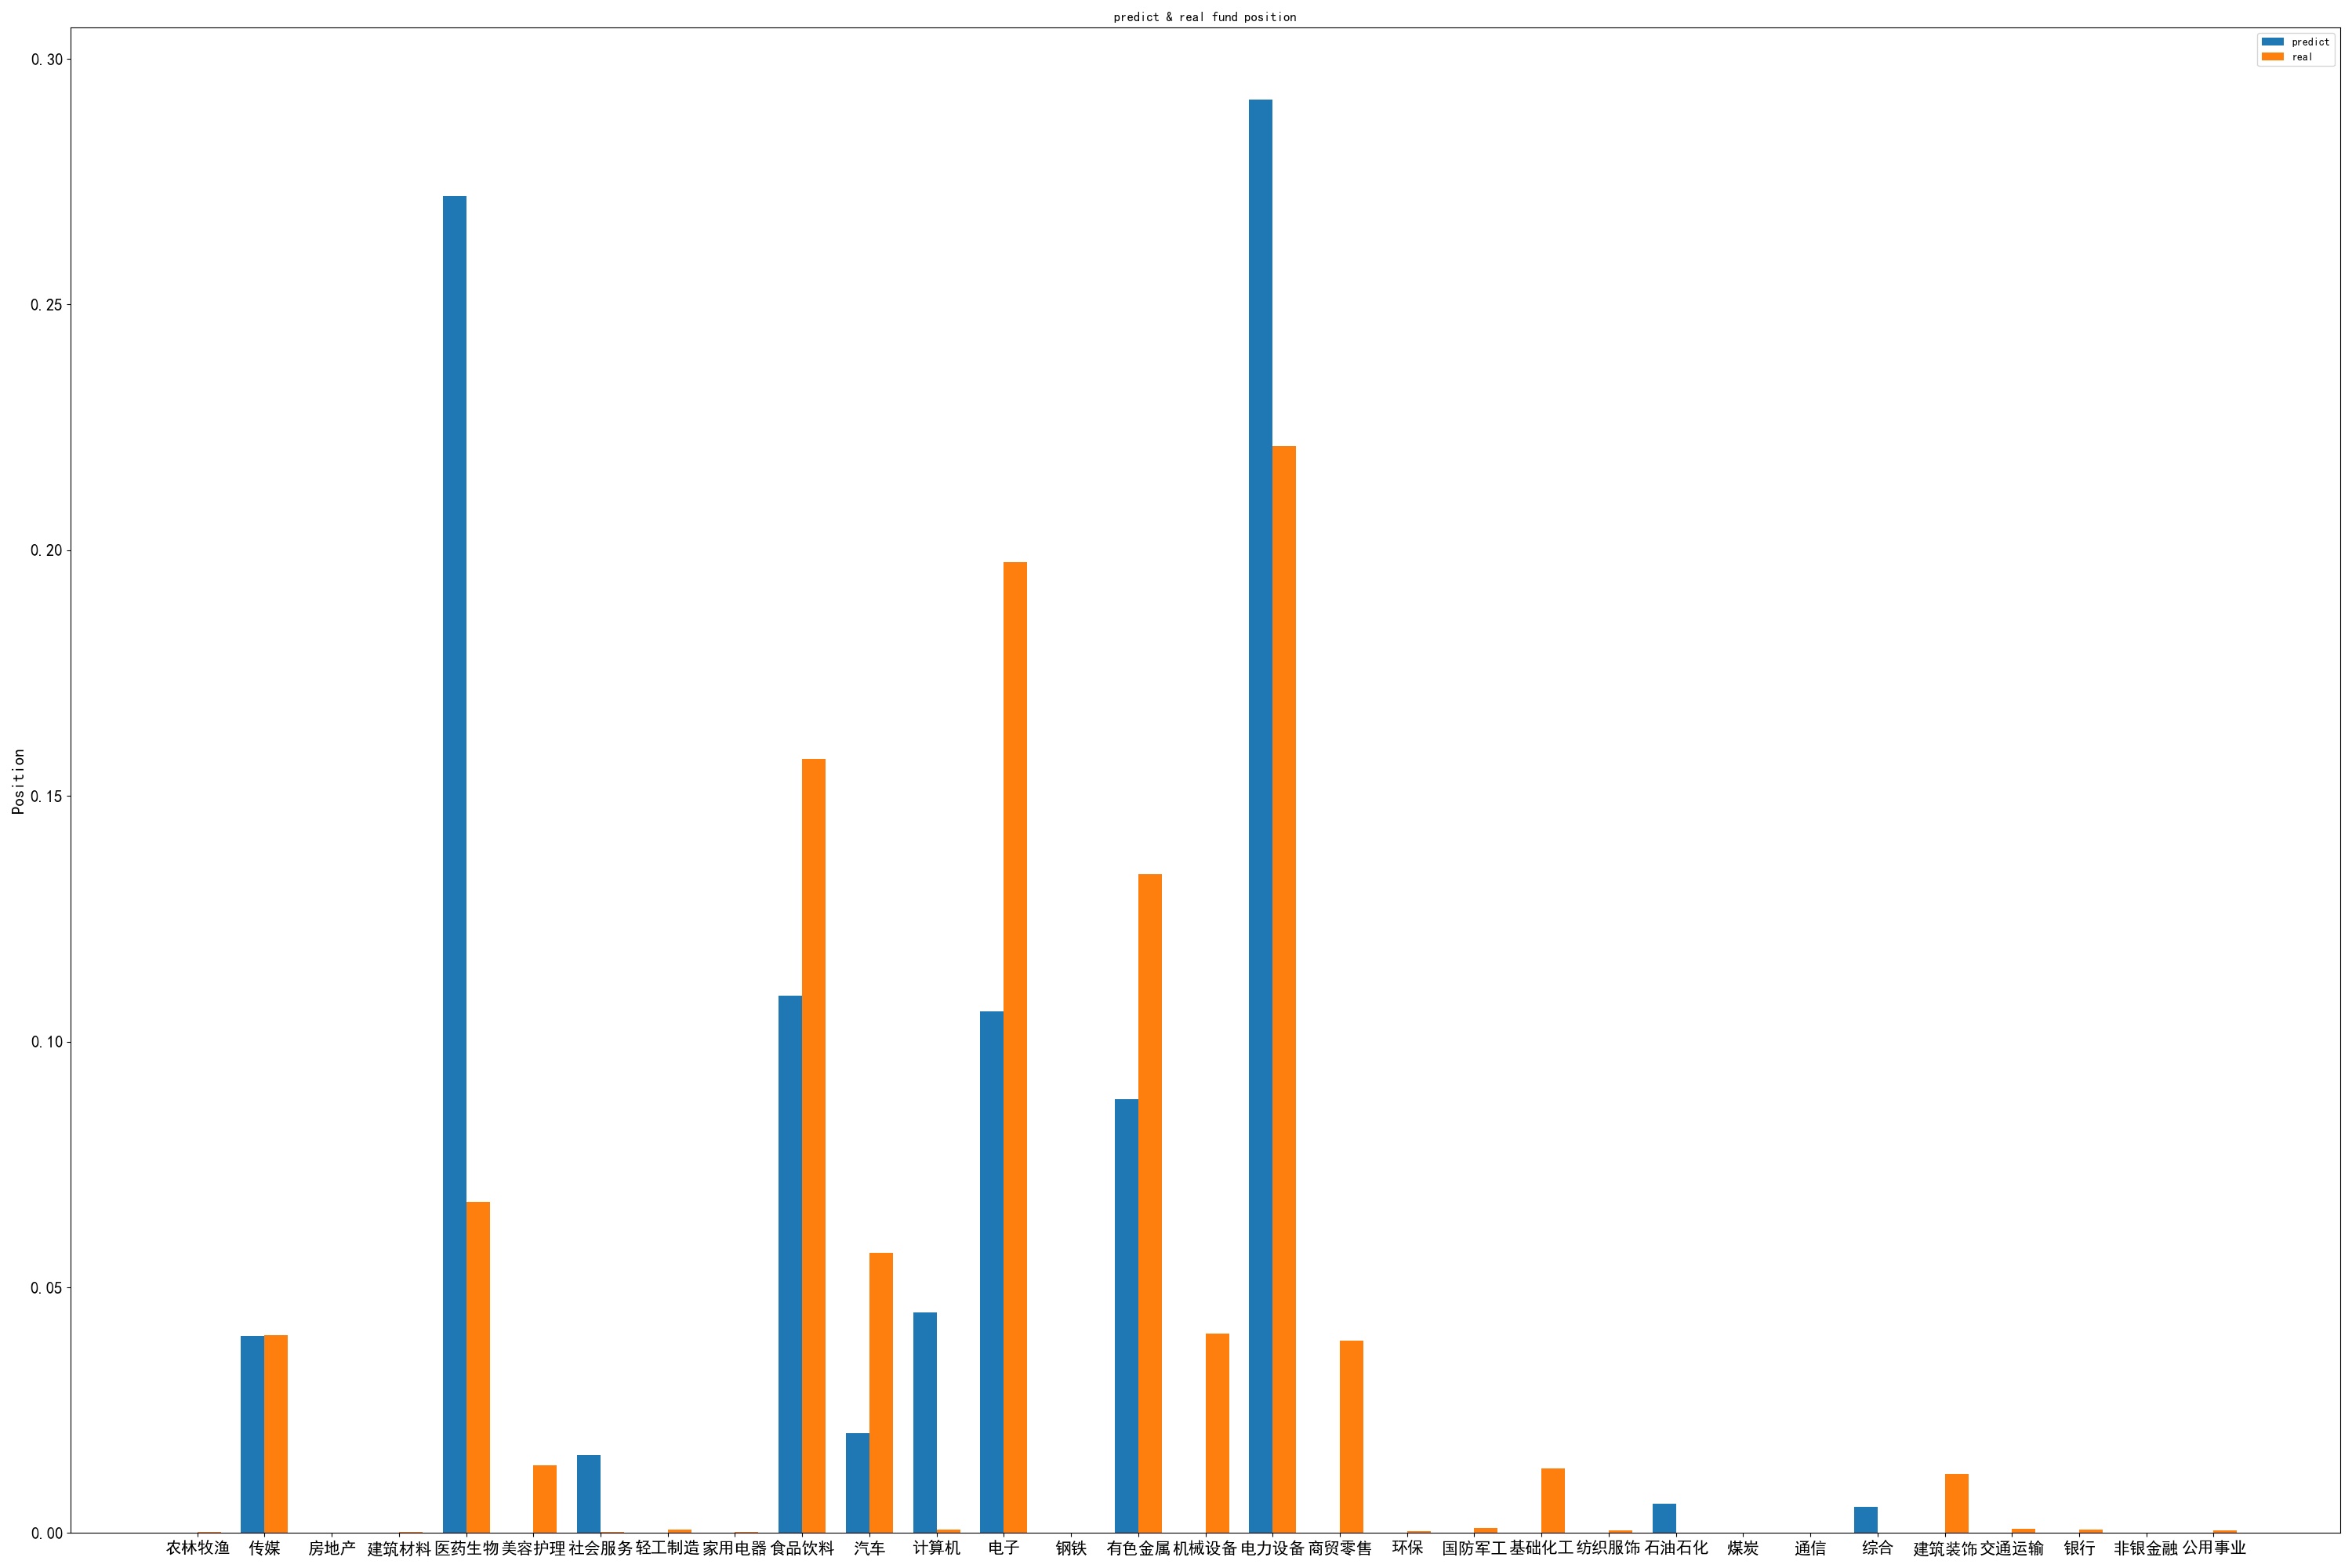 predict & real fund position
predict
real
0.30
0.25
0.20
0.15
0.10
0.05
0.00
Position
农林牧渔 传媒 房地产 建筑材料 医药生物 美容护理 社会服务 轻工制造 家用电器 食品饮料 汽车 计算机 电子 钢铁 有色金属 机械设备 电力设备 商贸零售 环保 国防军工 基础化工 纺织服饰 石油石化 煤炭 通信 综合 建筑装饰 交通运输 银行 非银金融 公用事业